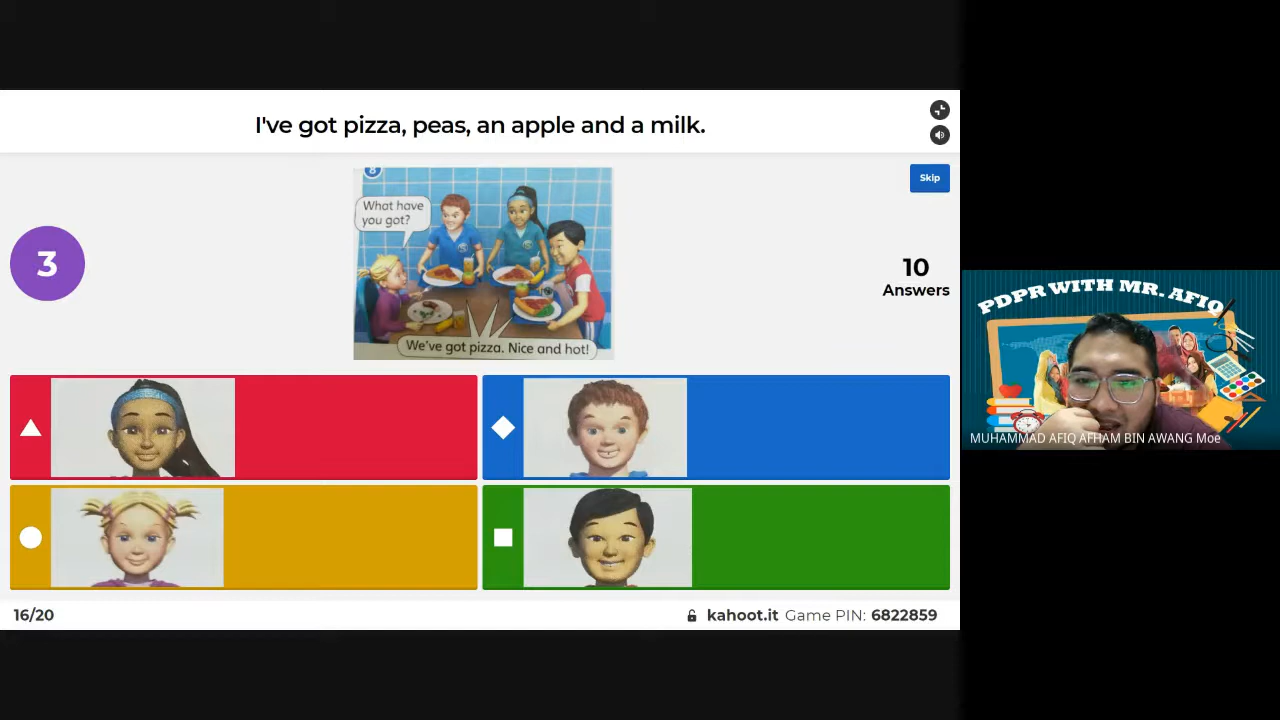 I've got pizza, peas, an apple and a milk.
Skip
8
What have
you got?
3
10
Answers
We've got pizza. Nice and hot!
PDPR WITH MR. AFIQ
MUHAMMAD AFIQ AFHAM BIN AWANG Moe
16/20
kahoot.it Game PIN: 6822859